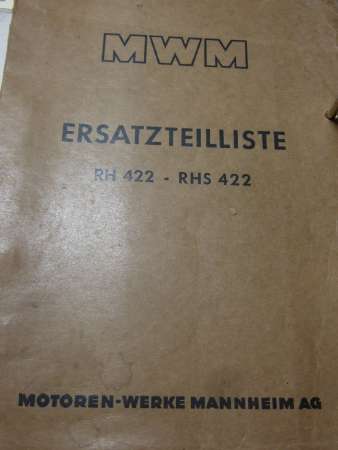 MWM
ERSATZTEILLISTE
RH 422 - RHS 422
MOTOREN-WERKE MANNHEIM AG